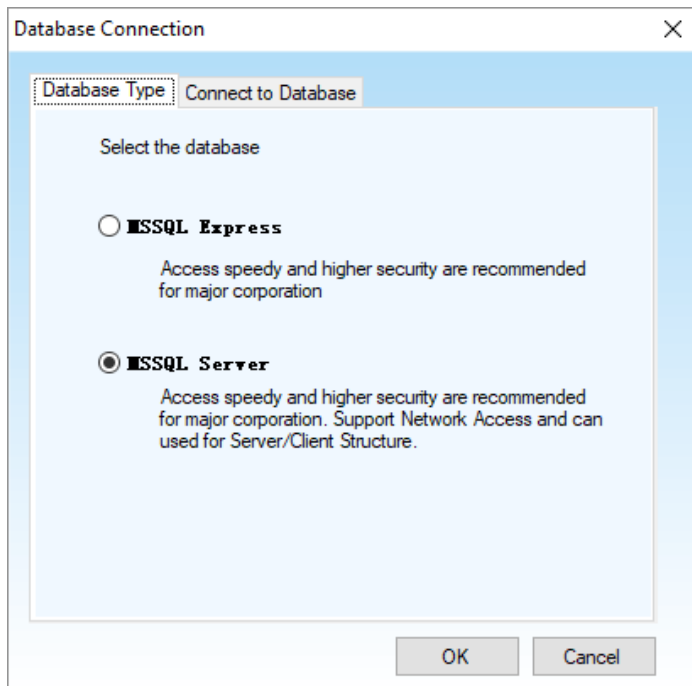 Database Connection
Database Type
Connect to Database
Select the database
MSSQL Express
Access speedy and higher security are recommended
for major corporation
MSSQL Server
Access speedy and higher security are recommended
for major corporation. Support Network Access and can
used for Server/Client Structure.
OK
Cancel